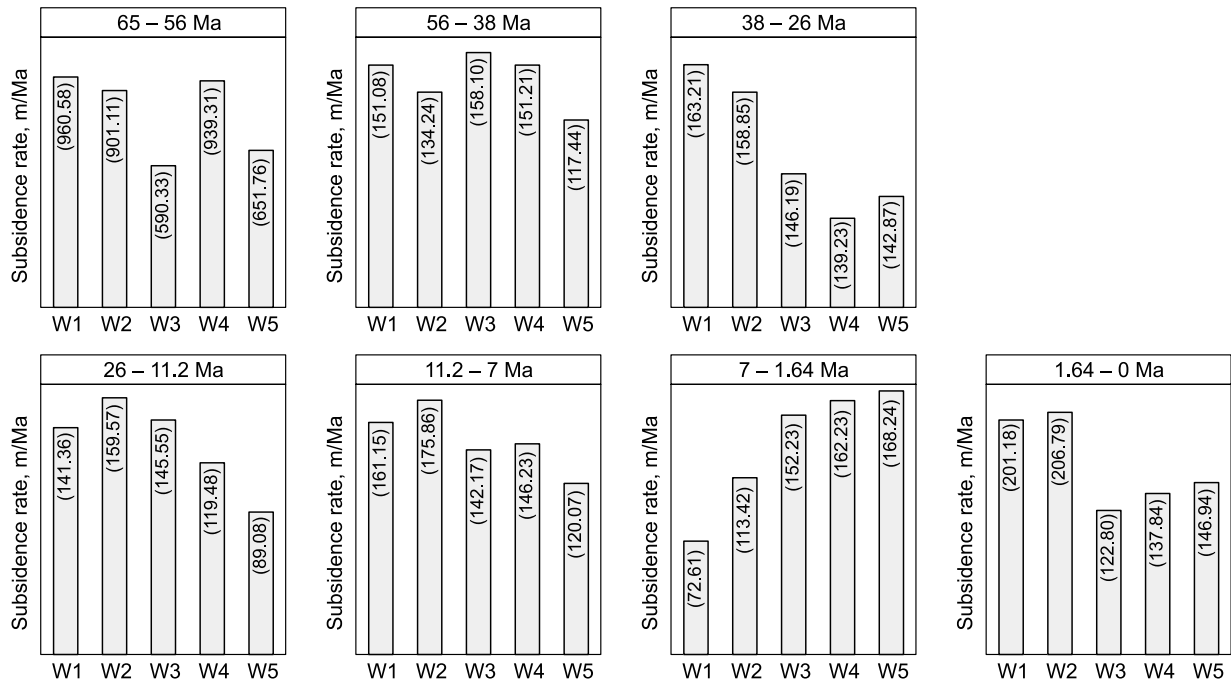 65 – 56 Ma
Subsidence rate, m/Ma
(960.58)
(901.11)
(590.33)
(939.31)
(651.76)
W1 W2 W3 W4 W5
56 – 38 Ma
Subsidence rate, m/Ma
(151.08)
(134.24)
(158.10)
(151.21)
(117.44)
W1 W2 W3 W4 W5
38 – 26 Ma
Subsidence rate, m/Ma
(163.21)
(158.85)
(146.19)
(139.23)
(142.87)
W1 W2 W3 W4 W5
26 – 11.2 Ma
Subsidence rate, m/Ma
(141.36)
(159.57)
(145.55)
(119.48)
(89.08)
W1 W2 W3 W4 W5
11.2 – 7 Ma
Subsidence rate, m/Ma
(161.15)
(175.86)
(142.17)
(146.23)
(120.07)
W1 W2 W3 W4 W5
7 – 1.64 Ma
Subsidence rate, m/Ma
(72.61)
(113.42)
(152.23)
(162.23)
(168.24)
W1 W2 W3 W4 W5
1.64 – 0 Ma
Subsidence rate, m/Ma
(201.18)
(206.79)
(122.80)
(137.84)
(146.94)
W1 W2 W3 W4 W5